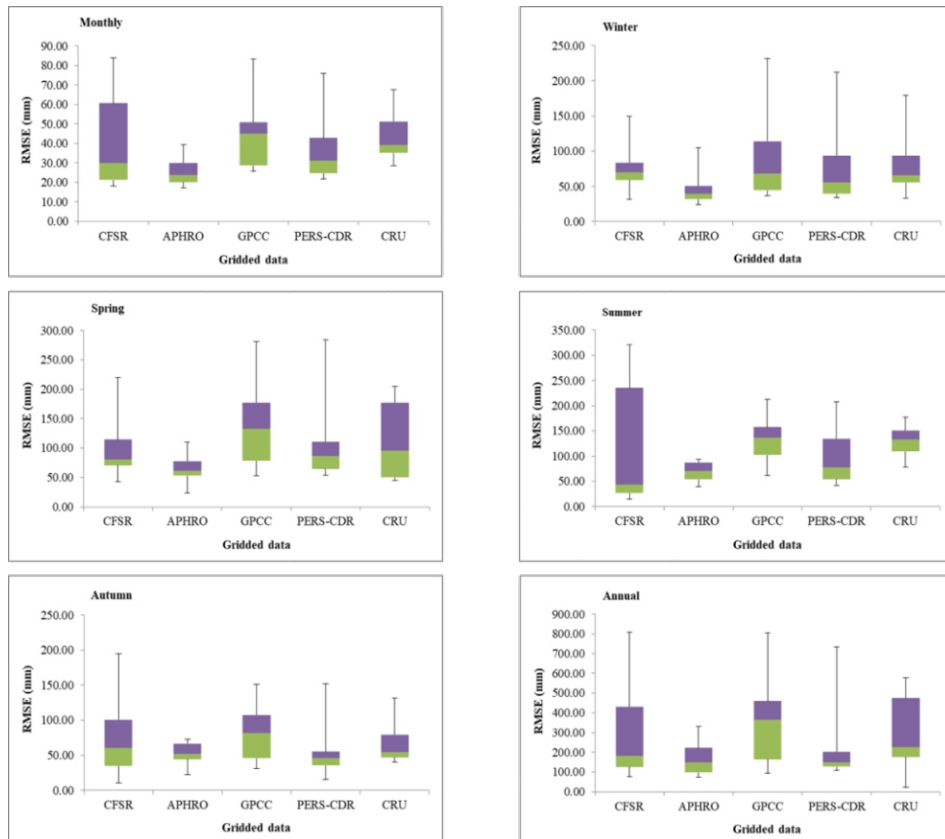 Monthly
RMSE (mm)
90.00
80.00
70.00
60.00
50.00
40.00
30.00
20.00
10.00
0.00
CFSR APHRO GPCC PERS-CDR CRU
Gridded data
Winter
RMSE (mm)
250.00
200.00
150.00
100.00
50.00
0.00
CFSR APHRO GPCC PERS-CDR CRU
Gridded data
Spring
RMSE (mm)
300.00
250.00
200.00
150.00
100.00
50.00
0.00
CFSR APHRO GPCC PERS-CDR CRU
Gridded data
Summer
RMSE (mm)
350.00
300.00
250.00
200.00
150.00
100.00
50.00
0.00
CFSR APHRO GPCC PERS-CDR CRU
Gridded data
Autumn
RMSE (mm)
250.00
200.00
150.00
100.00
50.00
0.00
CFSR APHRO GPCC PERS-CDR CRU
Gridded data
Annual
RMSE (mm)
900.00
800.00
700.00
600.00
500.00
400.00
300.00
200.00
100.00
0.00
CFSR APHRO GPCC PERS-CDR CRU
Gridded data